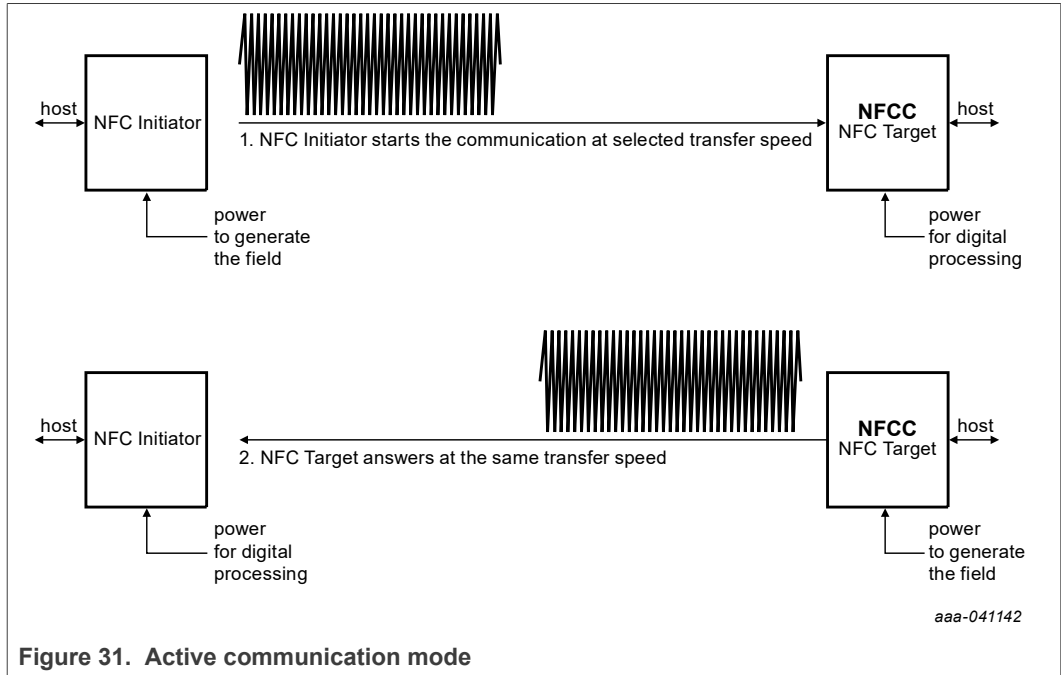 host
NFC Initiator
NFCC
NFC Target
host
1. NFC Initiator starts the communication at selected transfer speed
power
to generate
the field
power
for digital
processing
host
NFC Initiator
NFCC
NFC Target
host
2. NFC Target answers at the same transfer speed
power
for digital
processing
power
to generate
the field
aaa-041142
Figure 31. Active communication mode